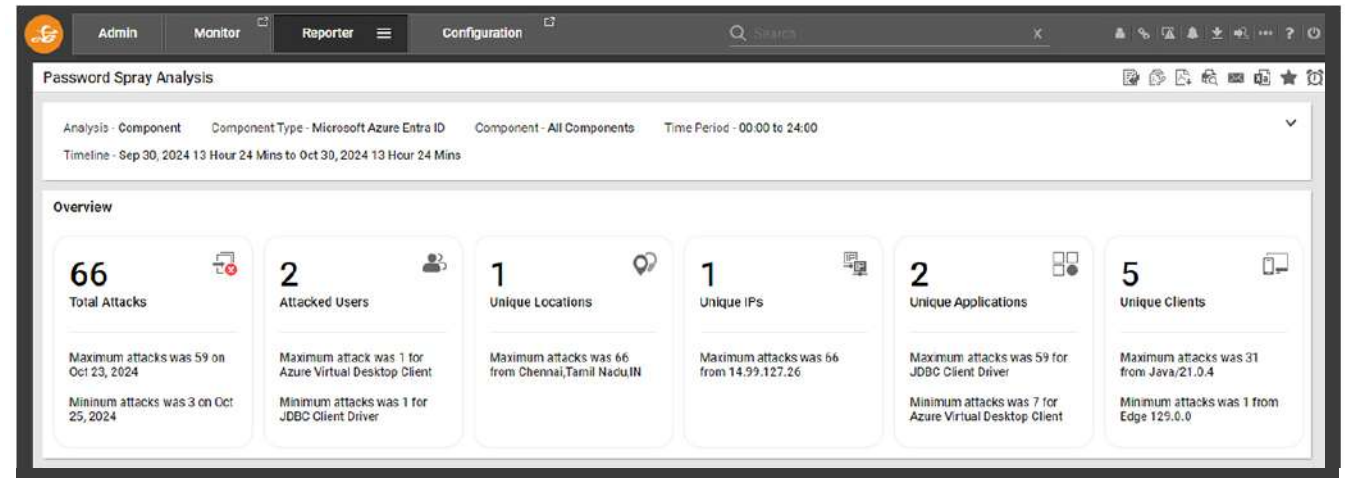 Admin Monitor Reporter Configuration Search X ?
Password Spray Analysis
Analysis - Component Component Type - Microsoft Azure Entra ID Component - All Components Time Period - 00:00 to 24:00
Timeline - Sep 30, 2024 13 Hour 24 Mins to Oct 30, 2024 13 Hour 24 Mins
Overview
66
Total Attacks
Maximum attacks was 59 on
Oct 23, 2024
Mininum attacks was 3 on Oct
25, 2024
2
Attacked Users
Maximum attack was 1 for
Azure Virtual Desktop Client
Minimum attacks was 1 for
JDBC Client Driver
1
Unique Locations
Maximum attacks was 66
from Chennai,Tamil Nadu,IN
1
Unique IPs
Maximum attacks was 66
from 14.99.127.26
2
Unique Applications
Maximum attacks was 59 for
JDBC Client Driver
Minimum attacks was 7 for
Azure Virtual Desktop Client
5
Unique Clients
Maximum attacks was 31
from Java/21.0.4
Minimum attacks was 1 from
Edge 129.0.0